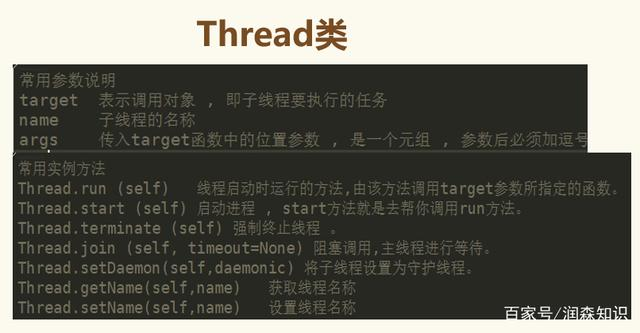 Thread类
常用参数说明
target 表示调用对象 , 即子线程要执行的任务
name 子线程的名称
args 传入target函数中的位置参数 , 是一个元组 , 参数后必须加逗号
常用实例方法
Thread.run (self) 线程启动时运行的方法,由该方法调用target参数所指定的函数。
Thread.start (self) 启动进程 , start方法就是去帮你调用run方法。
Thread.terminate (self) 强制终止线程 。
Thread.join (self, timeout=None) 阻塞调用,主线程进行等待。
Thread.setDaemon(self,daemonic) 将子线程设置为守护线程。
Thread.getName(self,name) 获取线程名称
Thread.setName(self,name) 设置线程名称
百家号/润森知识